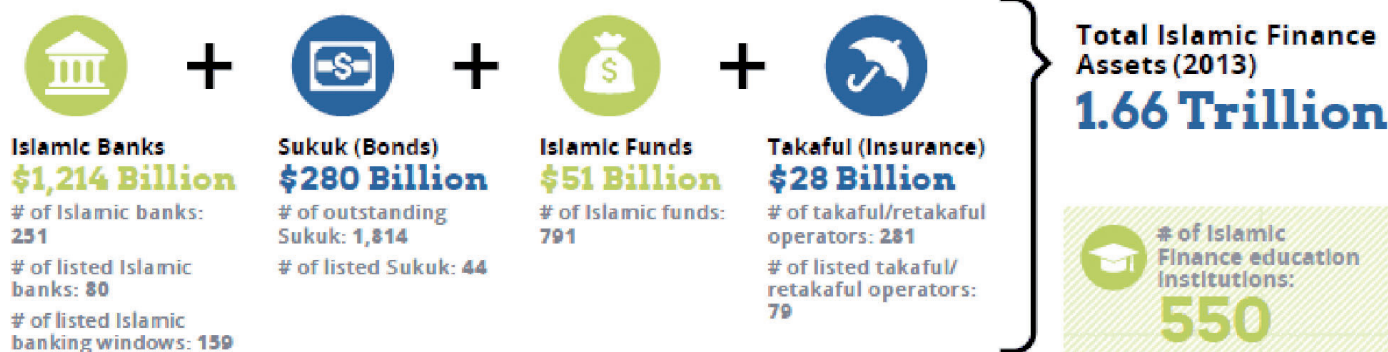 +
+
+
Total Islamic Finance
Assets (2013)
1.66 Trillion
Islamic Banks
$1,214 Billion
# of Islamic banks:
251
# of listed Islamic
banks: 80
# of listed Islamic
banking windows: 159
Sukuk (Bonds)
$280 Billion
# of outstanding
Sukuk: 1,814
# of listed Sukuk: 44
Islamic Funds
$51 Billion
# of Islamic funds:
791
Takaful (Insurance)
$28 Billion
# of takaful/retakaful
operators: 281
# of listed takaful/
retakaful operators:
79
# of Islamic
Finance education
Institutions:
550